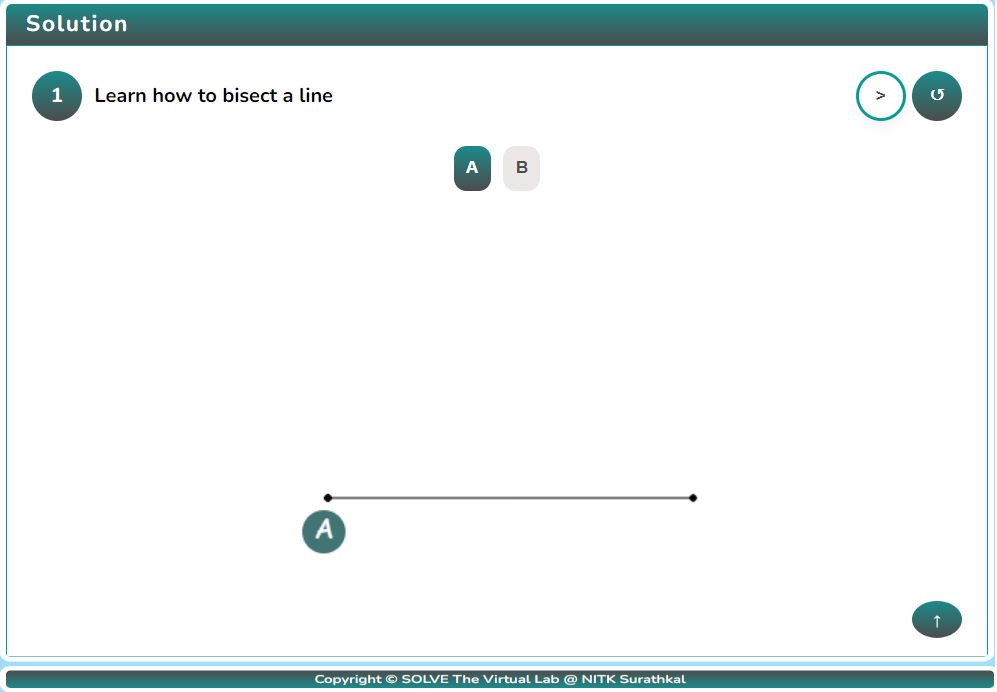 Solution
1 Learn how to bisect a line > ↺
A B
A
↑
Copyright © SOLVE The Virtual Lab @ NITK Surathkal